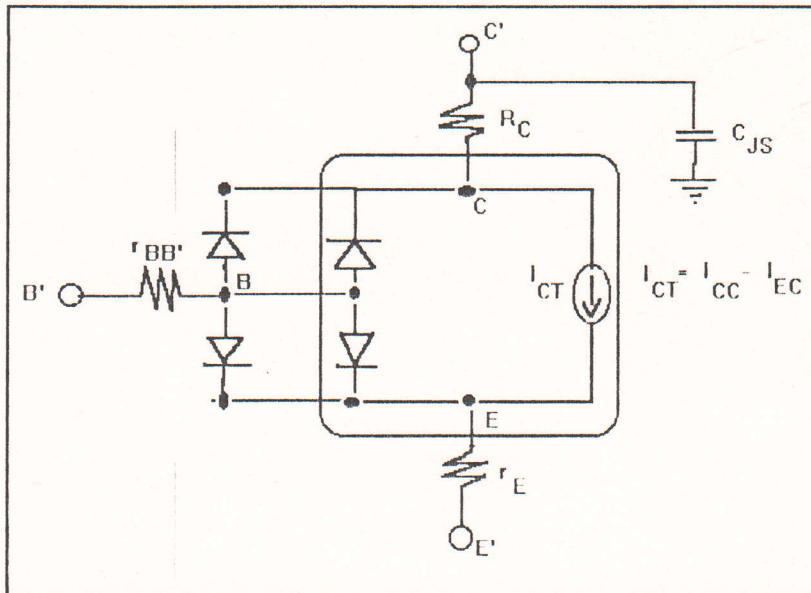 C'
R_C
C_JS
C
r_BB'
B'
B
I_CT
I_CT = I_CC - I_EC
E
r_E
E'